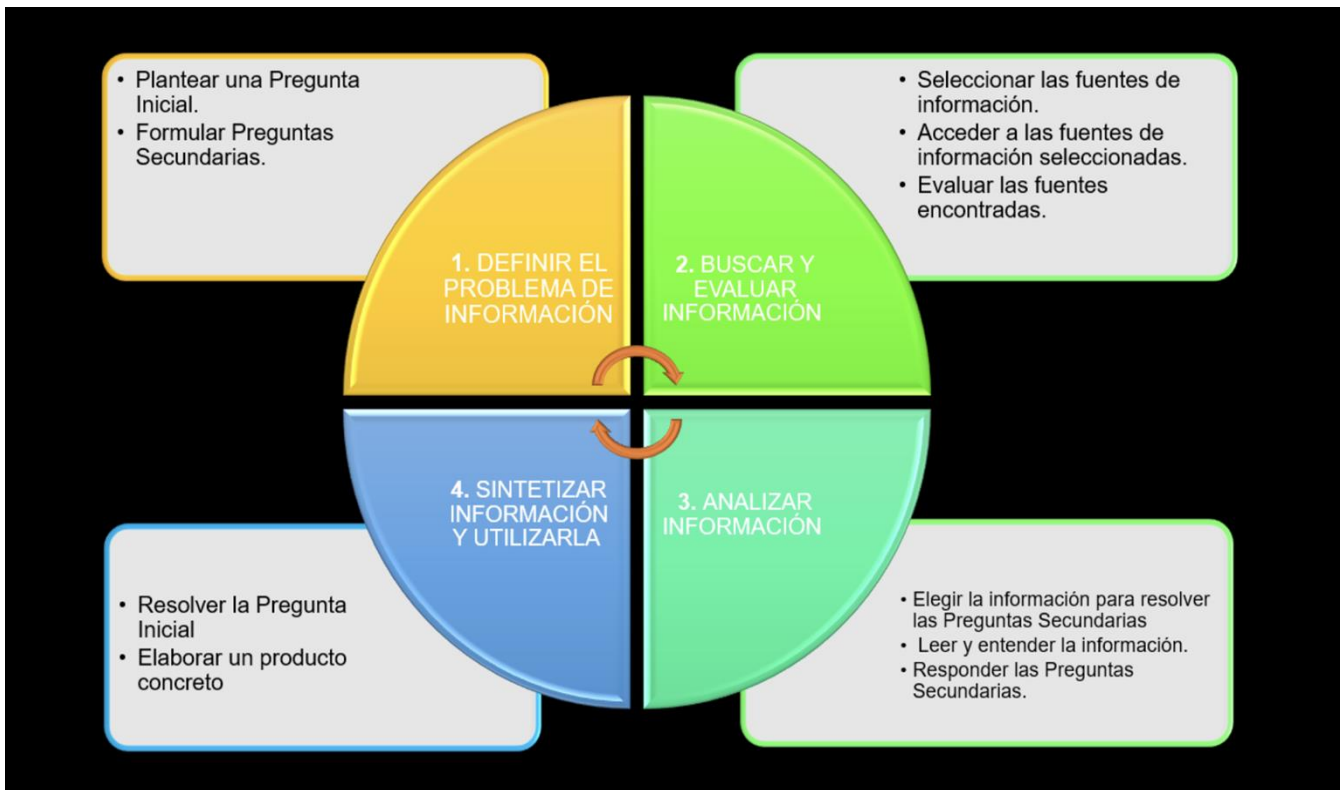 • Plantear una Pregunta
Inicial.
• Formular Preguntas
Secundarias.
• Seleccionar las fuentes de
información.
• Acceder a las fuentes de
información seleccionadas.
• Evaluar las fuentes
encontradas.
1. DEFINIR EL
PROBLEMA DE
INFORMACIÓN
2. BUSCAR Y
EVALUAR
INFORMACIÓN
4. SINTETIZAR
INFORMACIÓN
Y UTILIZARLA
3. ANALIZAR
INFORMACIÓN
• Resolver la Pregunta
Inicial
• Elaborar un producto
concreto
• Elegir la información para resolver
las Preguntas Secundarias
• Leer y entender la información.
• Responder las Preguntas
Secundarias.